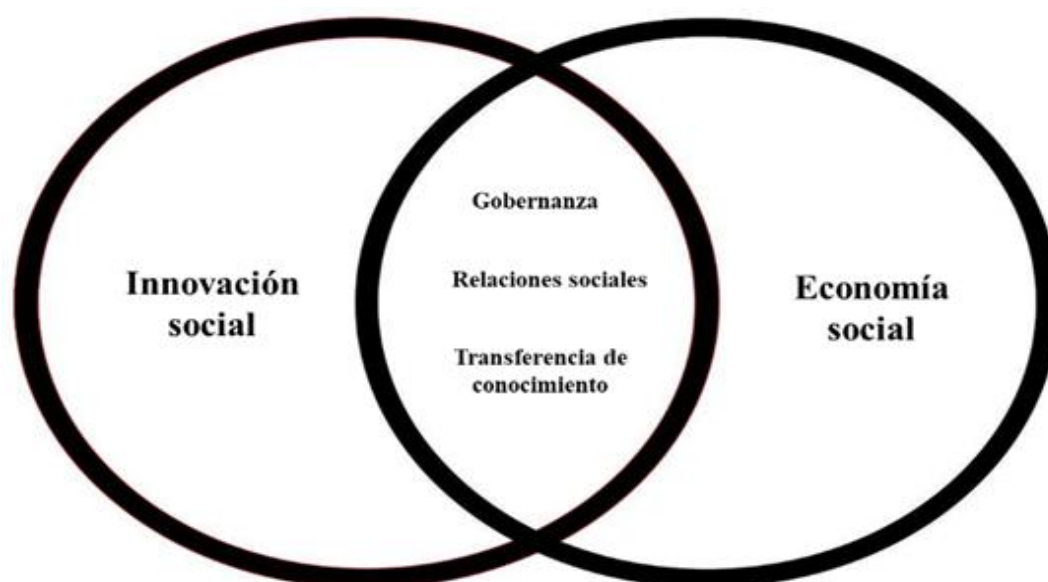 Gobernanza
Innovación
social
Relaciones sociales
Economía
social
Transferencia de
conocimiento